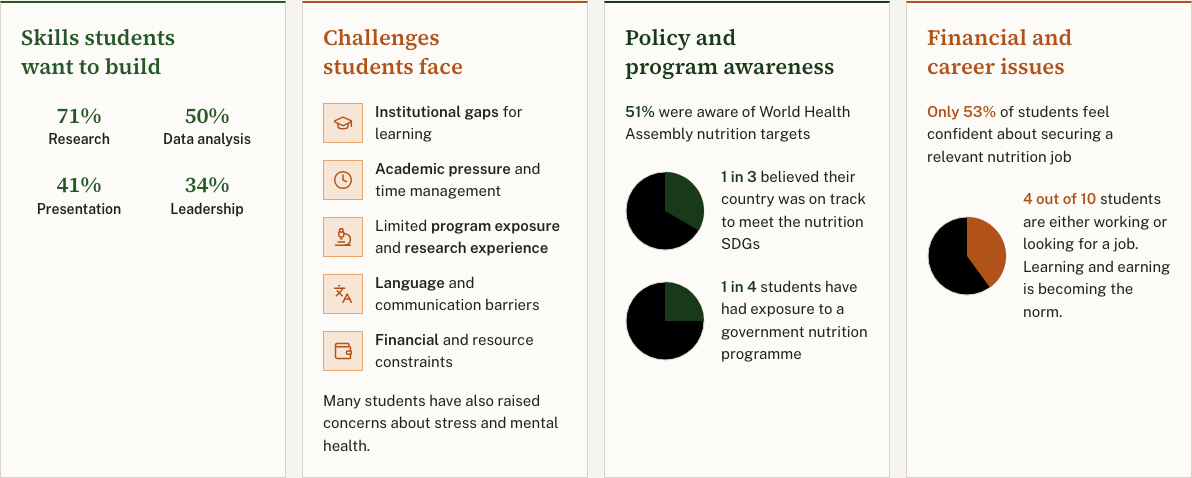 Skills students
want to build
71%
Research
50%
Data analysis
41%
Presentation
34%
Leadership
Challenges
students face
Institutional gaps for
learning
Academic pressure and
time management
Limited program exposure
and research experience
Language and
communication barriers
Financial and resource
constraints
Many students have also raised
concerns about stress and mental
health.
Policy and
program awareness
51% were aware of World Health
Assembly nutrition targets
1 in 3 believed their
country was on track
to meet the nutrition
SDGs
1 in 4 students have
had exposure to a
government nutrition
programme
Financial and
career issues
Only 53% of students feel
confident about securing a
relevant nutrition job
4 out of 10 students
are either working or
looking for a job.
Learning and earning
is becoming the
norm.